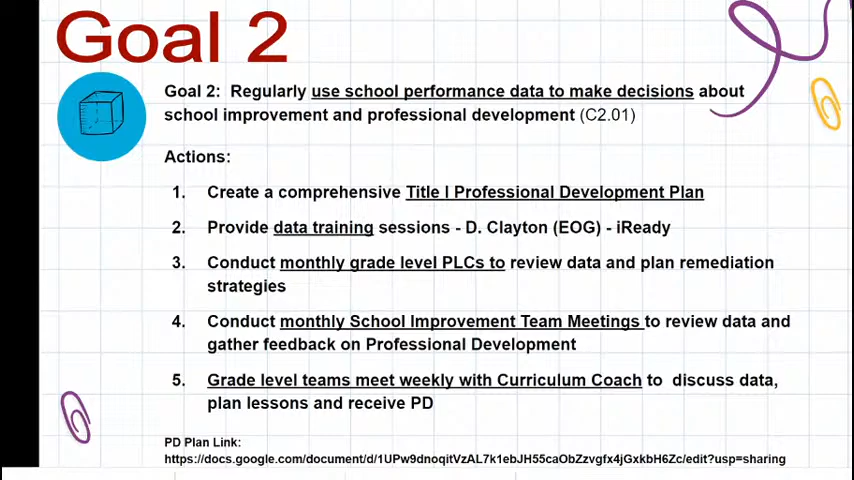 Goal 2
Goal 2:  Regularly use school performance data to make decisions about
school improvement and professional development (C2.01)
Actions:
1. Create a comprehensive Title I Professional Development Plan
2. Provide data training sessions - D. Clayton (EOG) - iReady
3. Conduct monthly grade level PLCs to review data and plan remediation
strategies
4. Conduct monthly School Improvement Team Meetings to review data and
gather feedback on Professional Development
5. Grade level teams meet weekly with Curriculum Coach to  discuss data,
plan lessons and receive PD
PD Plan Link:
https://docs.google.com/document/d/1UPw9dnoqitVzAL7k1ebJH55caObZzvgfx4jGxkbH6Zc/edit?usp=sharing